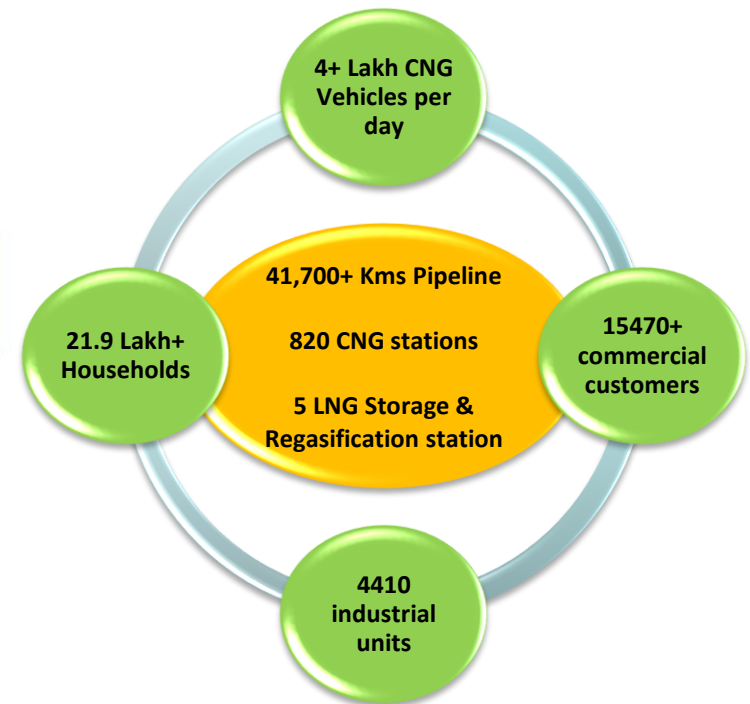 4+ Lakh CNG
Vehicles per
day
41,700+ Kms Pipeline
820 CNG stations
5 LNG Storage &
Regasification station
21.9 Lakh+
Households
15470+
commercial
customers
4410
industrial
units